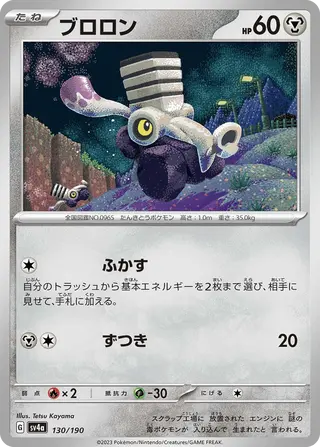 たね
ブロロン
HP60
全国図鑑NO.0965 たんきとうポケモン 高さ:1.0m 重さ:35.0kg
ふかす
自分のトラッシュから基本エネルギーを2枚まで選び、相手に
見せて、手札に加える。
ずつき 20
弱点 ×2 抵抗力 -30 にげる
Illus. Tetsu Kayama
G sv4a 130/190
スクラップ工場に 放置された エンジンに 謎の
毒ポケモンが 入り込んで 生まれたと 言われる。
©2023 Pokémon/Nintendo/Creatures/GAME FREAK.